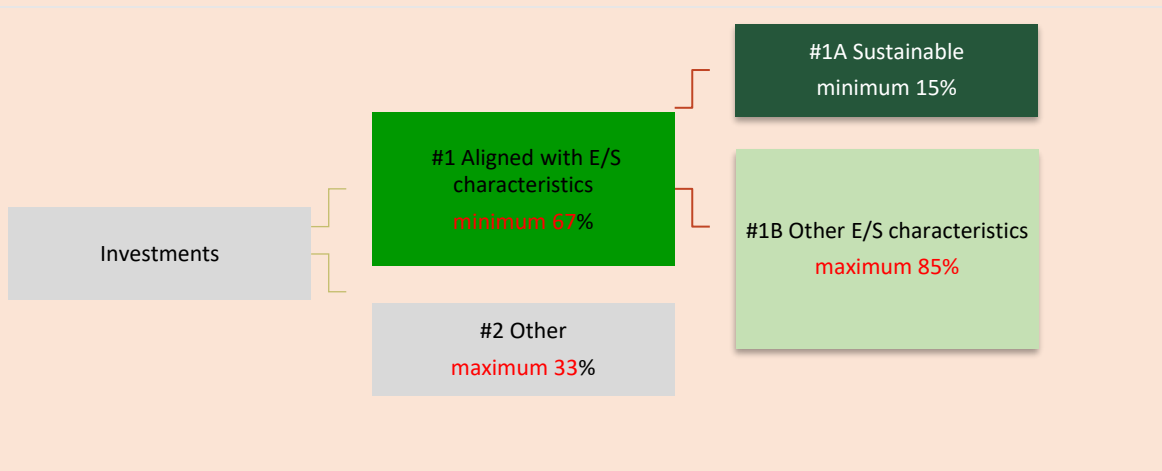 Investments
#1 Aligned with E/S
characteristics
minimum 67%
#2 Other
maximum 33%
#1A Sustainable
minimum 15%
#1B Other E/S characteristics
maximum 85%